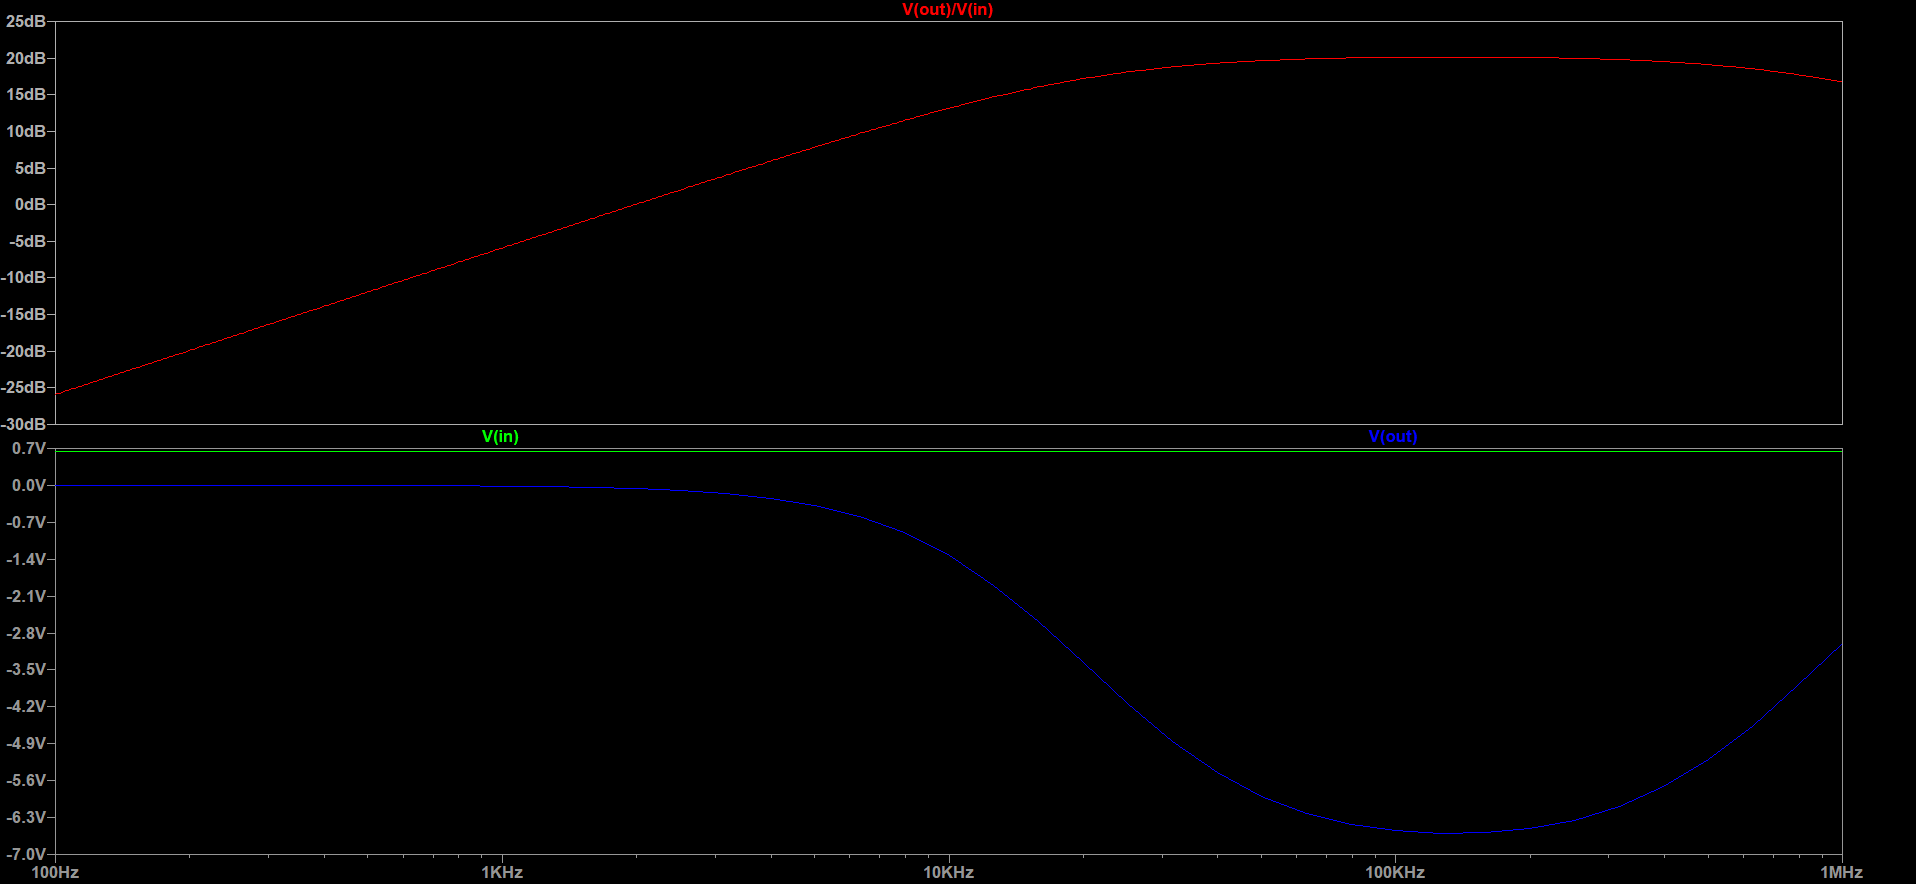 V(out)/V(in)
25dB
20dB
15dB
10dB
5dB
0dB
-5dB
-10dB
-15dB
-20dB
-25dB
-30dB
V(in) V(out)
0.7V
0.0V
-0.7V
-1.4V
-2.1V
-2.8V
-3.5V
-4.2V
-4.9V
-5.6V
-6.3V
-7.0V
100Hz 1KHz 10KHz 100KHz 1MHz